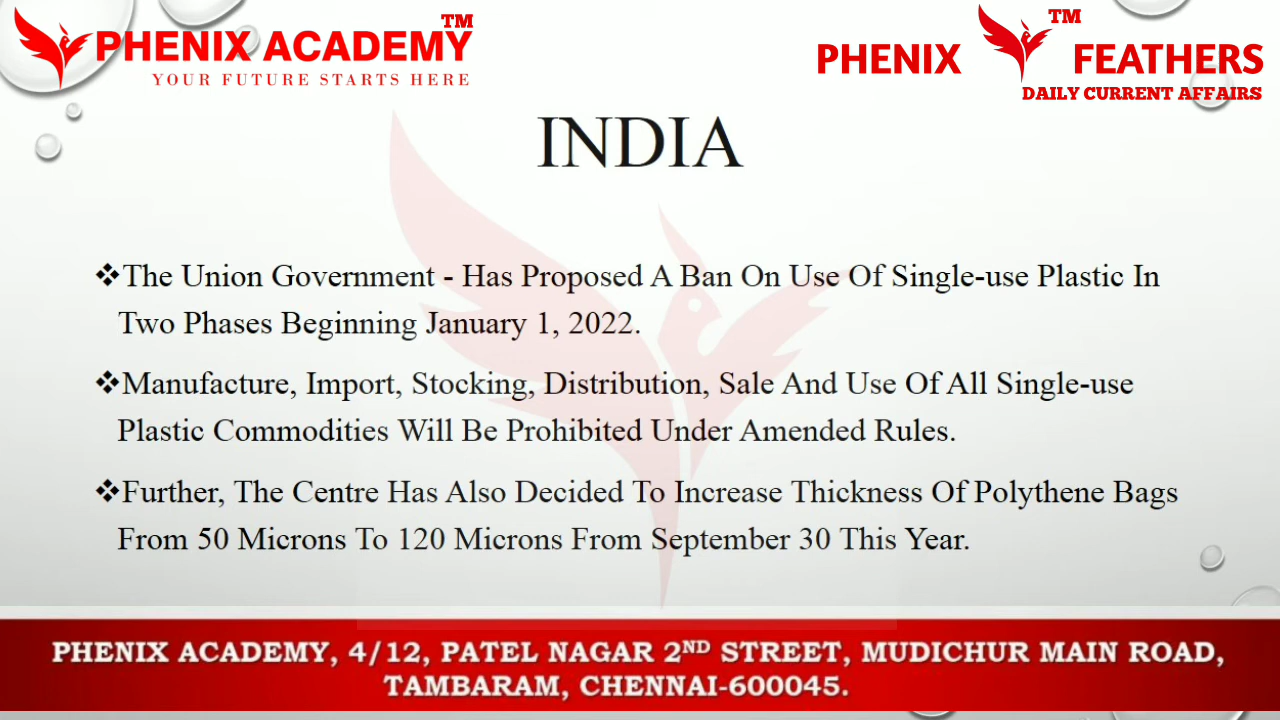 PHENIX ACADEMY™
YOUR FUTURE STARTS HERE
PHENIX ™ FEATHERS
DAILY CURRENT AFFAIRS
INDIA
❖The Union Government - Has Proposed A Ban On Use Of Single-use Plastic In
Two Phases Beginning January 1, 2022.
❖Manufacture, Import, Stocking, Distribution, Sale And Use Of All Single-use
Plastic Commodities Will Be Prohibited Under Amended Rules.
❖Further, The Centre Has Also Decided To Increase Thickness Of Polythene Bags
From 50 Microns To 120 Microns From September 30 This Year.
PHENIX ACADEMY, 4/12, PATEL NAGAR 2ND STREET, MUDICHUR MAIN ROAD,
TAMBARAM, CHENNAI-600045.